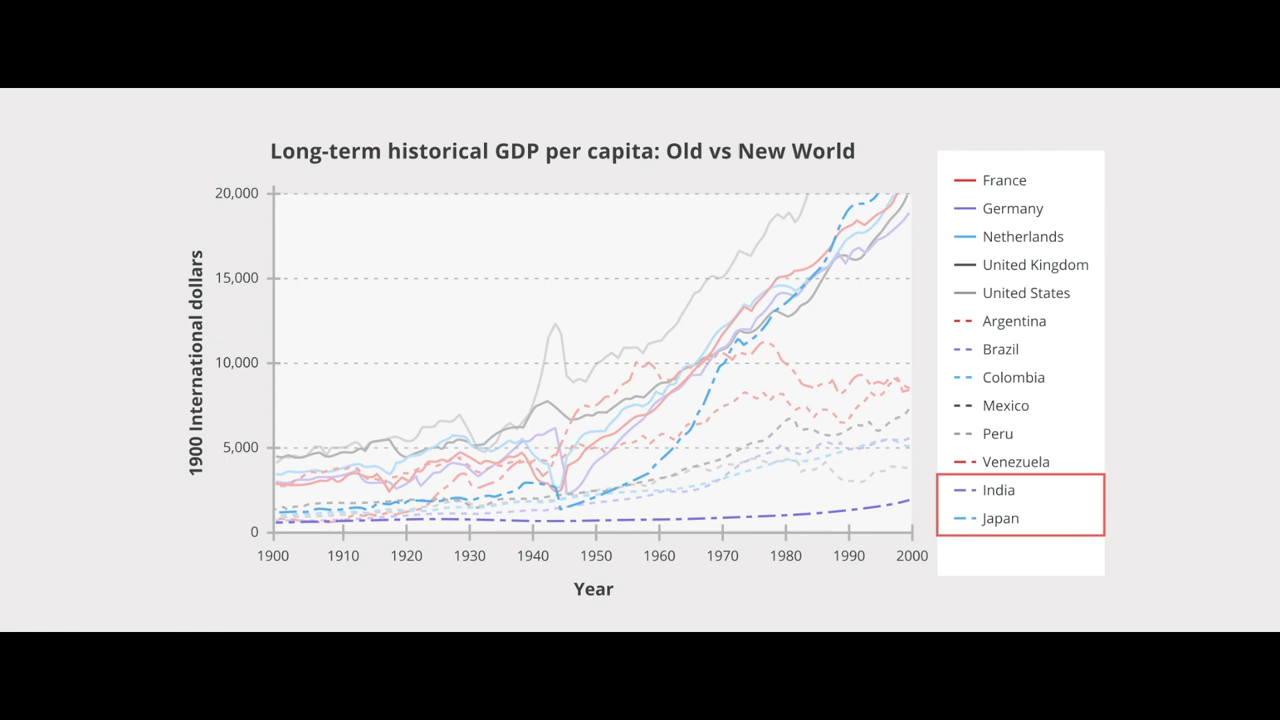 Long-term historical GDP per capita: Old vs New World
1900 International dollars
20,000
15,000
10,000
5,000
0
1900 1910 1920 1930 1940 1950 1960 1970 1980 1990 2000
Year
France
Germany
Netherlands
United Kingdom
United States
Argentina
Brazil
Colombia
Mexico
Peru
Venezuela
India
Japan